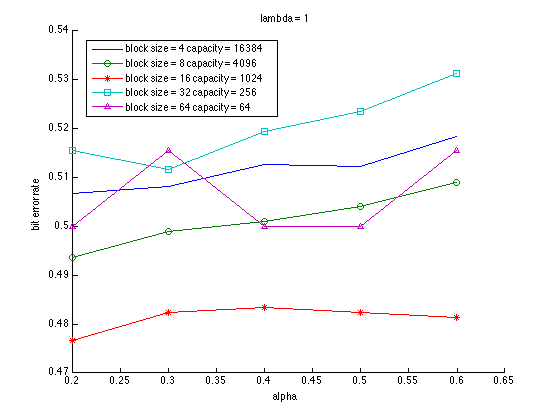 lambda = 1
0.54
0.53
0.52
0.51
0.5
0.49
0.48
0.47
bit error rate
block size = 4 capacity = 16384
block size = 8 capacity = 4096
block size = 16 capacity = 1024
block size = 32 capacity = 256
block size = 64 capacity = 64
0.2 0.25 0.3 0.35 0.4 0.45 0.5 0.55 0.6 0.65
alpha